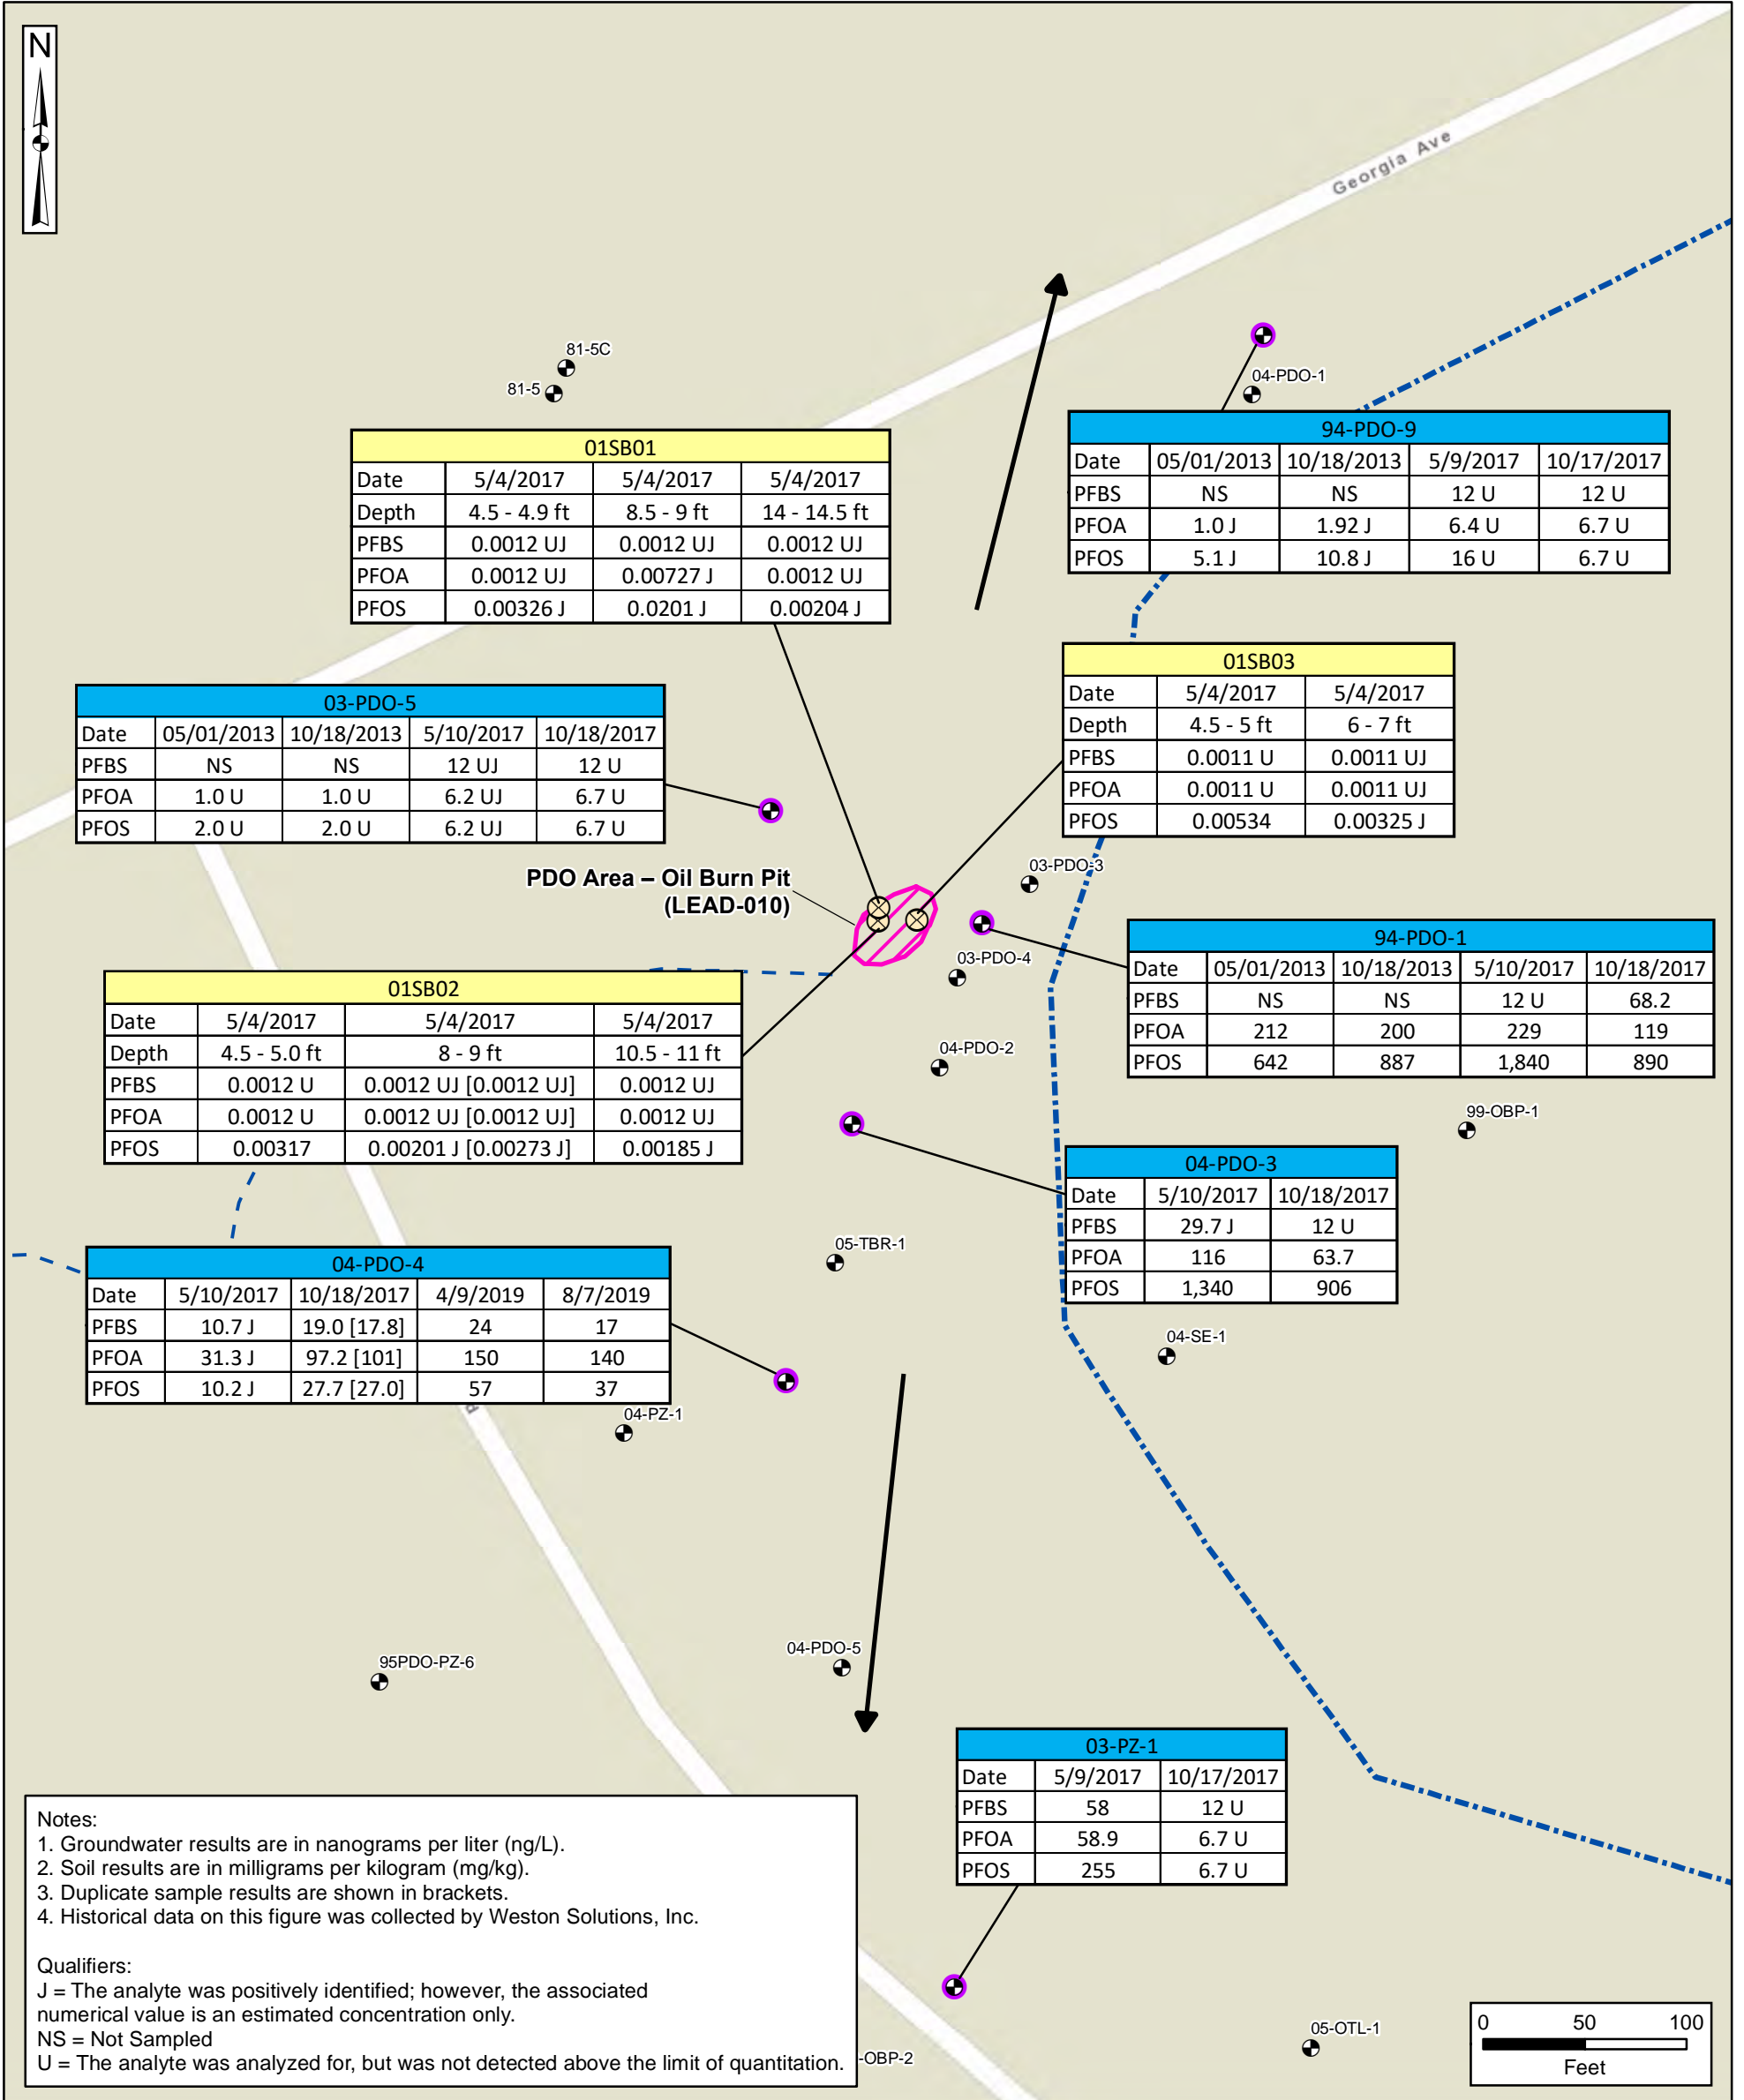 N
Georgia Ave
81-5C
81-5
04-PDO-1
94-PDO-9
Date 05/01/2013 10/18/2013 5/9/2017 10/17/2017
PFBS NS NS 12 U 12 U
PFOA 1.0 J 1.92 J 6.4 U 6.7 U
PFOS 5.1 J 10.8 J 16 U 6.7 U
01SB01
Date 5/4/2017 5/4/2017 5/4/2017
Depth 4.5 - 4.9 ft 8.5 - 9 ft 14 - 14.5 ft
PFBS 0.0012 UJ 0.0012 UJ 0.0012 UJ
PFOA 0.0012 UJ 0.00727 J 0.0012 UJ
PFOS 0.00326 J 0.0201 J 0.00204 J
01SB03
Date 5/4/2017 5/4/2017
Depth 4.5 - 5 ft 6 - 7 ft
PFBS 0.0011 U 0.0011 UJ
PFOA 0.0011 U 0.0011 UJ
PFOS 0.00534 0.00325 J
03-PDO-5
Date 05/01/2013 10/18/2013 5/10/2017 10/18/2017
PFBS NS NS 12 UJ 12 U
PFOA 1.0 U 1.0 U 6.2 UJ 6.7 U
PFOS 2.0 U 2.0 U 6.2 UJ 6.7 U
PDO Area – Oil Burn Pit
(LEAD-010)
03-PDO-3
03-PDO-4
94-PDO-1
Date 05/01/2013 10/18/2013 5/10/2017 10/18/2017
PFBS NS NS 12 U 68.2
PFOA 212 200 229 119
PFOS 642 887 1,840 890
01SB02
Date 5/4/2017 5/4/2017 5/4/2017
Depth 4.5 - 5.0 ft 8 - 9 ft 10.5 - 11 ft
PFBS 0.0012 U 0.0012 UJ [0.0012 UJ] 0.0012 UJ
PFOA 0.0012 U 0.0012 UJ [0.0012 UJ] 0.0012 UJ
PFOS 0.00317 0.00201 J [0.00273 J] 0.00185 J
04-PDO-2
99-OBP-1
04-PDO-3
Date 5/10/2017 10/18/2017
PFBS 29.7 J 12 U
PFOA 116 63.7
PFOS 1,340 906
05-TBR-1
04-PDO-4
Date 5/10/2017 10/18/2017 4/9/2019 8/7/2019
PFBS 10.7 J 19.0 [17.8] 24 17
PFOA 31.3 J 97.2 [101] 150 140
PFOS 10.2 J 27.7 [27.0] 57 37
04-SE-1
04-PZ-1
04-PDO-5
95PDO-PZ-6
03-PZ-1
Date 5/9/2017 10/17/2017
PFBS 58 12 U
PFOA 58.9 6.7 U
PFOS 255 6.7 U
Notes:
1. Groundwater results are in nanograms per liter (ng/L).
2. Soil results are in milligrams per kilogram (mg/kg).
3. Duplicate sample results are shown in brackets.
4. Historical data on this figure was collected by Weston Solutions, Inc.
Qualifiers:
J = The analyte was positively identified; however, the associated
numerical value is an estimated concentration only.
NS = Not Sampled
U = The analyte was analyzed for, but was not detected above the limit of quantitation.
-OBP-2
05-OTL-1
0 50 100
Feet